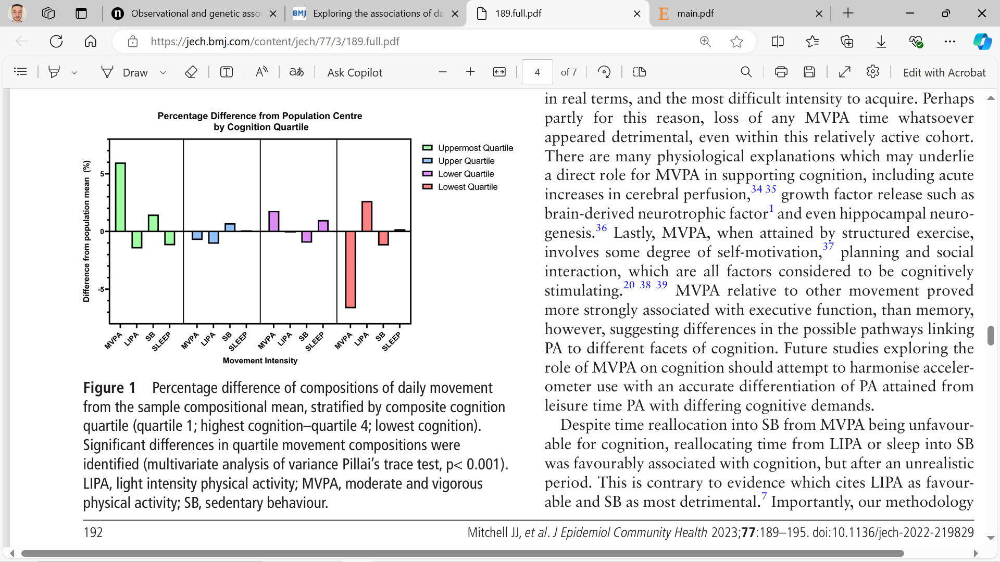 Observational and genetic asso
BMJ
Exploring the associations of da
189.full.pdf
main.pdf
https://jech.bmj.com/content/jech/77/3/189.full.pdf
Draw
Ask Copilot
4
of 7
Edit with Acrobat
Percentage Difference from Population Centre
by Cognition Quartile
Difference from population mean (%)
5
0
-5
MVPA
LIPA
SB
SLEEP
MVPA
LIPA
SB
SLEEP
MVPA
LIPA
SB
SLEEP
MVPA
LIPA
SB
SLEEP
Movement Intensity
Uppermost Quartile
Upper Quartile
Lower Quartile
Lowest Quartile
Figure 1 Percentage difference of compositions of daily movement
from the sample compositional mean, stratified by composite cognition
quartile (quartile 1; highest cognition–quartile 4; lowest cognition).
Significant differences in quartile movement compositions were
identified (multivariate analysis of variance Pillai's trace test, p< 0.001).
LIPA, light intensity physical activity; MVPA, moderate and vigorous
physical activity; SB, sedentary behaviour.
in real terms, and the most difficult intensity to acquire. Perhaps
partly for this reason, loss of any MVPA time whatsoever
appeared detrimental, even within this relatively active cohort.
There are many physiological explanations which may underlie
a direct role for MVPA in supporting cognition, including acute
increases in cerebral perfusion,34 35 growth factor release such as
brain-derived neurotrophic factor1 and even hippocampal neuro-
genesis.36 Lastly, MVPA, when attained by structured exercise,
involves some degree of self-motivation,37 planning and social
interaction, which are all factors considered to be cognitively
stimulating.20 38 39 MVPA relative to other movement proved
more strongly associated with executive function, than memory,
however, suggesting differences in the possible pathways linking
PA to different facets of cognition. Future studies exploring the
role of MVPA on cognition should attempt to harmonise acceler-
ometer use with an accurate differentiation of PA attained from
leisure time PA with differing cognitive demands.
Despite time reallocation into SB from MVPA being unfavour-
able for cognition, reallocating time from LIPA or sleep into SB
was favourably associated with cognition, but after an unrealistic
period. This is contrary to evidence which cites LIPA as favour-
able and SB as most detrimental.7 Importantly, our methodology
192
Mitchell JJ, et al. J Epidemiol Community Health 2023;77:189–195. doi:10.1136/jech-2022-219829